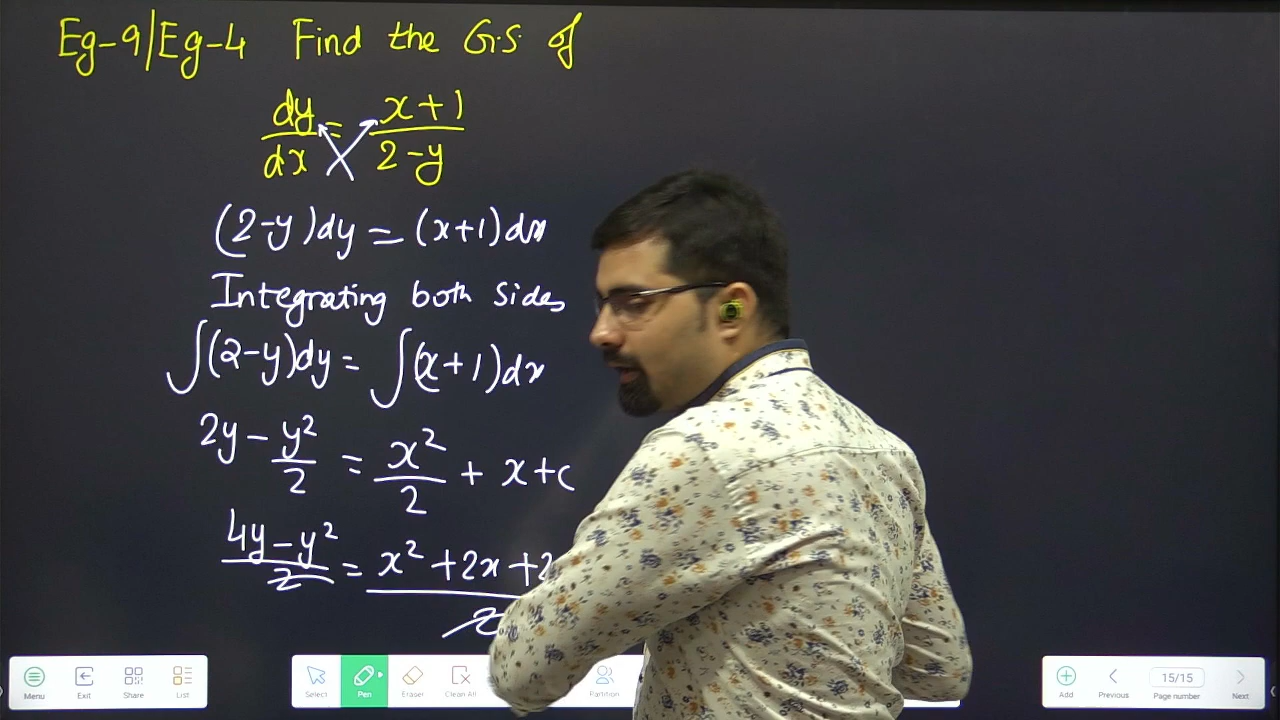 Eg-9/Eg-4 Find the G.S. of
dy/dx = x+1/2-y
(2-y)dy = (x+1)dx
Integrating both sides
∫(2-y)dy = ∫(x+1)dx
2y - y²/2 = x²/2 + x+c
4y-y²/2 = x²+2x+2/2
Menu Exit Share List Select Pen Eraser Clean All Partition Add Previous 15/15 Page number Next